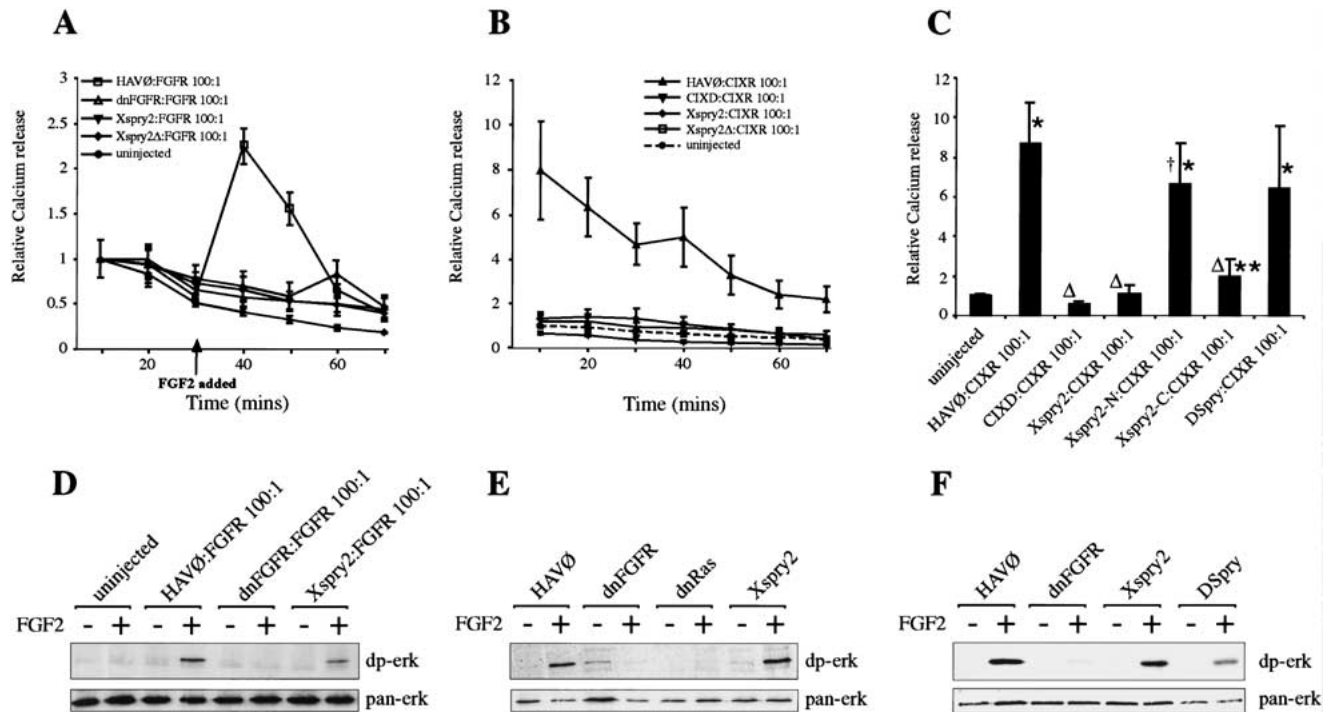 A
HAVØ:FGFR 100:1
dnFGFR:FGFR 100:1
Xspry2:FGFR 100:1
Xspry2Δ:FGFR 100:1
uninjected
Relative Calcium release
3
2.5
2
1.5
1
0.5
0
20
40
60
FGF2 added
Time (mins)
B
HAVØ:CIXR 100:1
CIXD:CIXR 100:1
Xspry2:CIXR 100:1
Xspry2Δ:CIXR 100:1
uninjected
Relative Calcium release
12
10
8
6
4
2
0
20
40
60
Time (mins)
C
Relative Calcium release
12
10
8
6
4
2
0
*
Δ
Δ
†*
Δ**
*
uninjected
HAVØ:CIXR 100:1
CIXD:CIXR 100:1
Xspry2:CIXR 100:1
Xspry2-N:CIXR 100:1
Xspry2-C:CIXR 100:1
DSpry:CIXR 100:1
D
uninjected
HAVØ:FGFR 100:1
dnFGFR:FGFR 100:1
Xspry2:FGFR 100:1
FGF2 - + - + - + - +
dp-erk
pan-erk
E
HAVØ
dnFGFR
dnRas
Xspry2
FGF2 - + - + - + - +
dp-erk
pan-erk
F
HAVØ
dnFGFR
Xspry2
DSpry
FGF2 - + - + - + - +
dp-erk
pan-erk